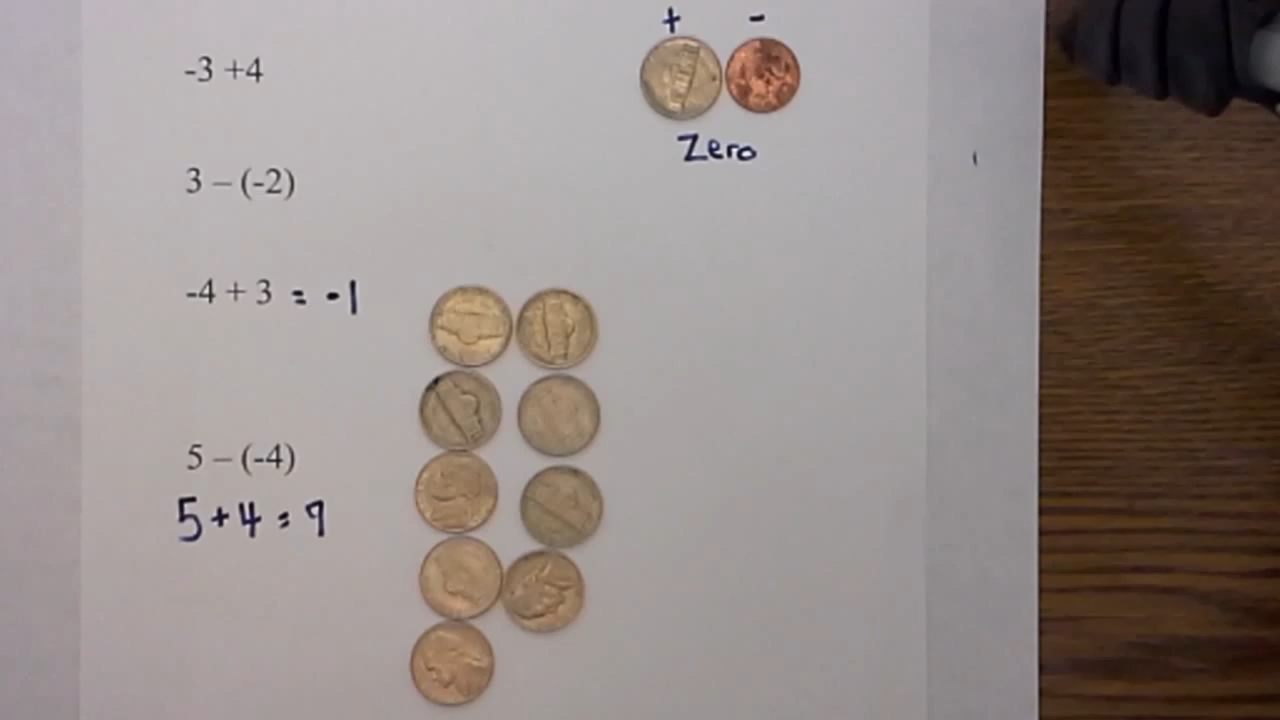 + -
-3 +4
Zero
3 – (-2)
-4 + 3 = -1
5 – (-4)
5+4=9